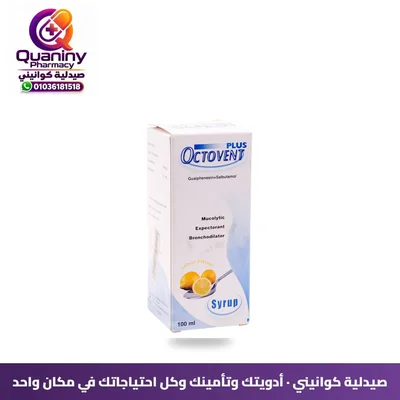 Quaniny
Pharmacy
صيدلية كوانيني
01036181518
PLUS
OCTOVENT
Guaiphenesin+Salbutamol
Mucolytic
Expectorant
Bronchodilator
Syrup
100 ml
صيدلية كوانيني - أدويتك وتأمينك وكل احتياجاتك في مكان واحد